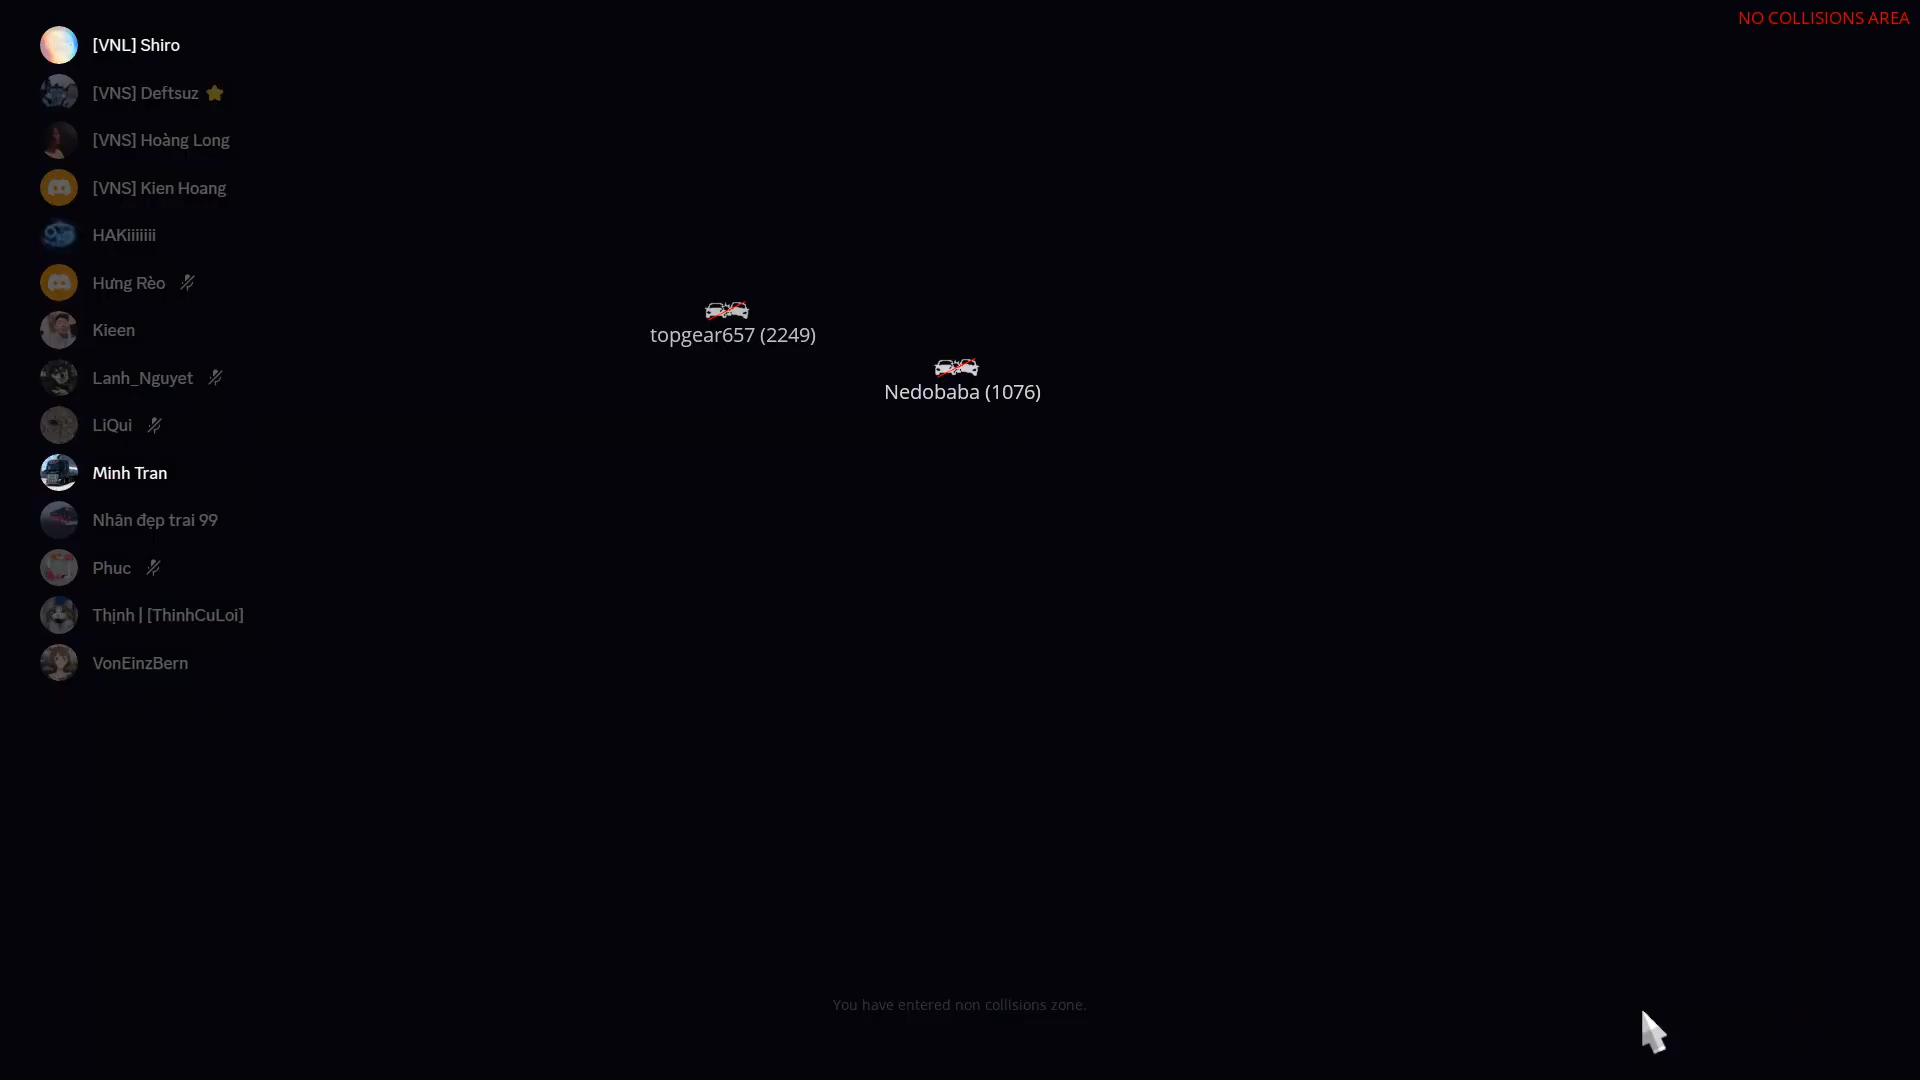 NO COLLISIONS AREA
[VNL] Shiro
[VNS] Deftsuz
[VNS] Hoàng Long
[VNS] Kien Hoang
HAKiiiiiii
Hưng Rèo
Kieen
Lanh_Nguyet
LiQui
Minh Tran
Nhân đẹp trai 99
Phuc
Thịnh | [ThinhCuLoi]
VonEinzBern
topgear657 (2249)
Nedobaba (1076)
You have entered non collisions zone.